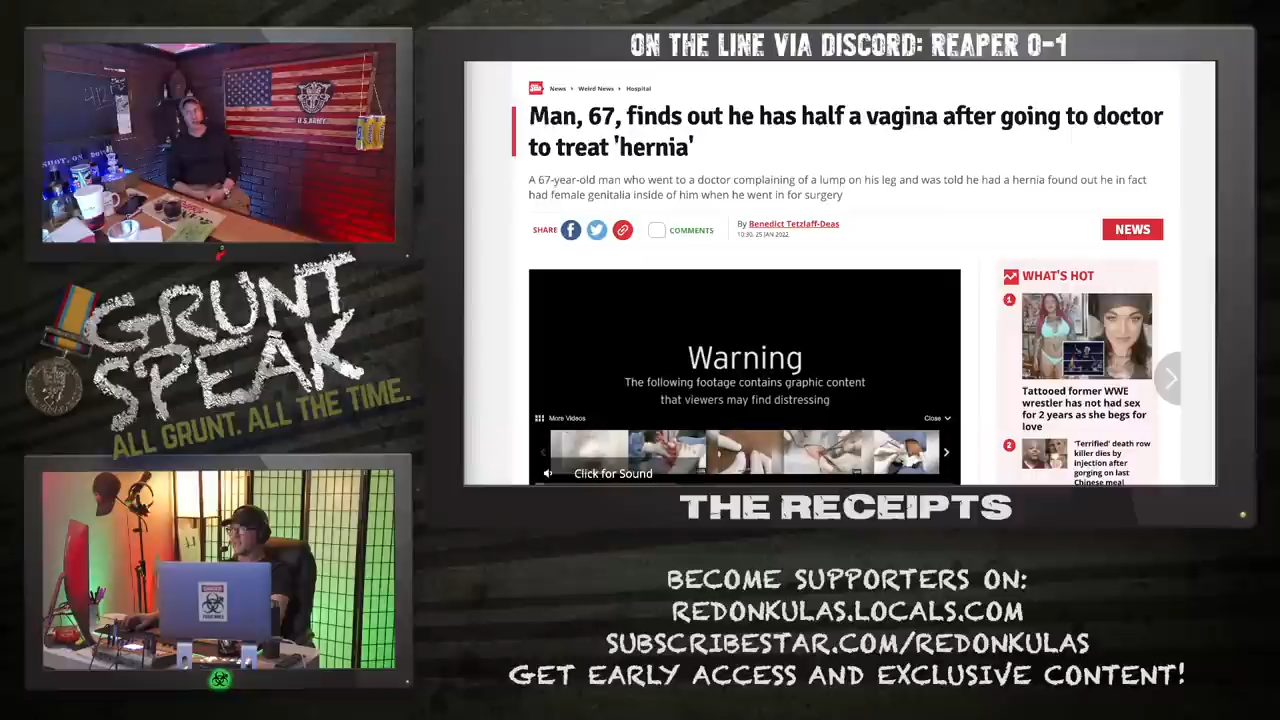 ON THE LINE VIA DISCORD: REAPER 0-1
U.S. ARMY
GRUNT
SPEAK
ALL GRUNT. ALL THE TIME.
News > Weird News > Hospital
Man, 67, finds out he has half a vagina after going to doctor
to treat 'hernia'
A 67-year-old man who went to a doctor complaining of a lump on his leg and was told he had a hernia found out he in fact
had female genitalia inside of him when he went in for surgery
SHARE
COMMENTS
By Benedict Tetzlaff-Deas
10:30, 25 JAN 2022
NEWS
Warning
The following footage contains graphic content
that viewers may find distressing
More Videos
Close
Click for Sound
WHAT'S HOT
1
Tattooed former WWE
wrestler has not had sex
for 2 years as she begs for
love
2
'Terrified' death row
killer dies by
injection after
gorging on last
Chinese meal
THE RECEIPTS
BECOME SUPPORTERS ON:
REDONKULAS.LOCALS.COM
SUBSCRIBESTAR.COM/REDONKULAS
GET EARLY ACCESS AND EXCLUSIVE CONTENT!